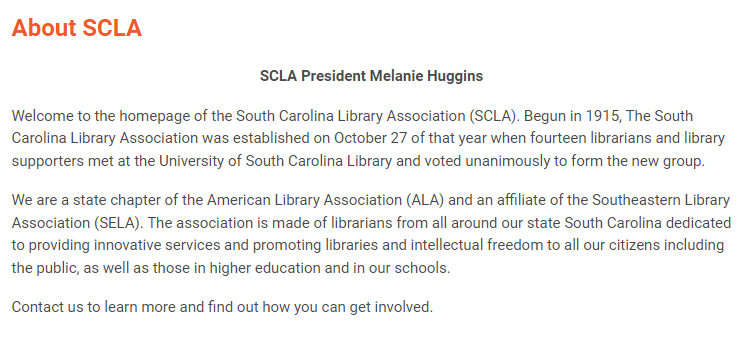 About SCLA
SCLA President Melanie Huggins
Welcome to the homepage of the South Carolina Library Association (SCLA). Begun in 1915, The South
Carolina Library Association was established on October 27 of that year when fourteen librarians and library
supporters met at the University of South Carolina Library and voted unanimously to form the new group.
We are a state chapter of the American Library Association (ALA) and an affiliate of the Southeastern Library
Association (SELA). The association is made of librarians from all around our state South Carolina dedicated
to providing innovative services and promoting libraries and intellectual freedom to all our citizens including
the public, as well as those in higher education and in our schools.
Contact us to learn more and find out how you can get involved.